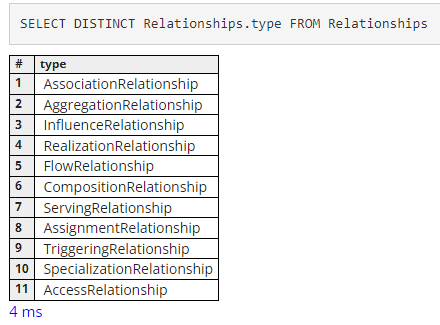 SELECT DISTINCT Relationships.type FROM Relationships
# type
1 AssociationRelationship
2 AggregationRelationship
3 InfluenceRelationship
4 RealizationRelationship
5 FlowRelationship
6 CompositionRelationship
7 ServingRelationship
8 AssignmentRelationship
9 TriggeringRelationship
10 SpecializationRelationship
11 AccessRelationship
4 ms